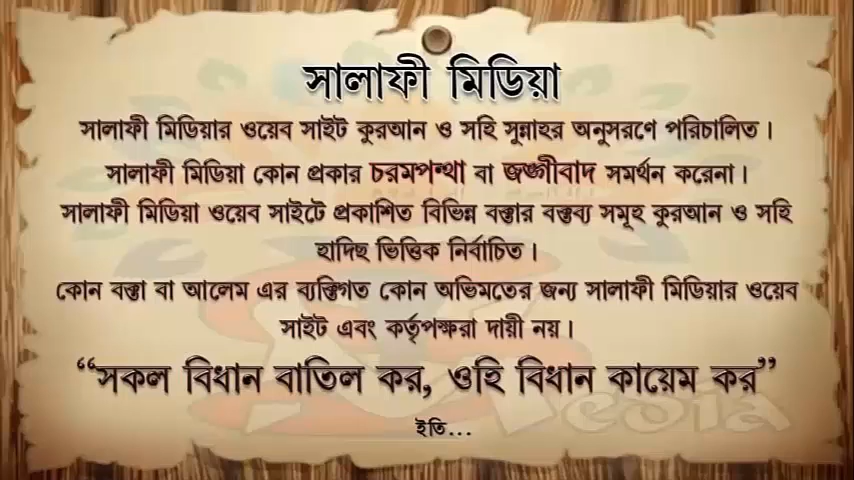 সালাফী মিডিয়া
সালাফী মিডিয়ার ওয়েব সাইট কুরআন ও সহি সুন্নাহর অনুসরণে পরিচালিত।
সালাফী মিডিয়া কোন প্রকার চরমপন্থা বা জঙ্গীবাদ সমর্থন করেনা।
সালাফী মিডিয়া ওয়েব সাইটে প্রকাশিত বিভিন্ন বক্তার বক্তব্য সমূহ কুরআন ও সহি
হাদিছ ভিত্তিক নির্বাচিত।
কোন বক্তা বা আলেম এর ব্যক্তিগত কোন অভিমতের জন্য সালাফী মিডিয়ার ওয়েব
সাইট এবং কর্তৃপক্ষরা দায়ী নয়।
“সকল বিধান বাতিল কর, ওহি বিধান কায়েম কর”
ইতি...